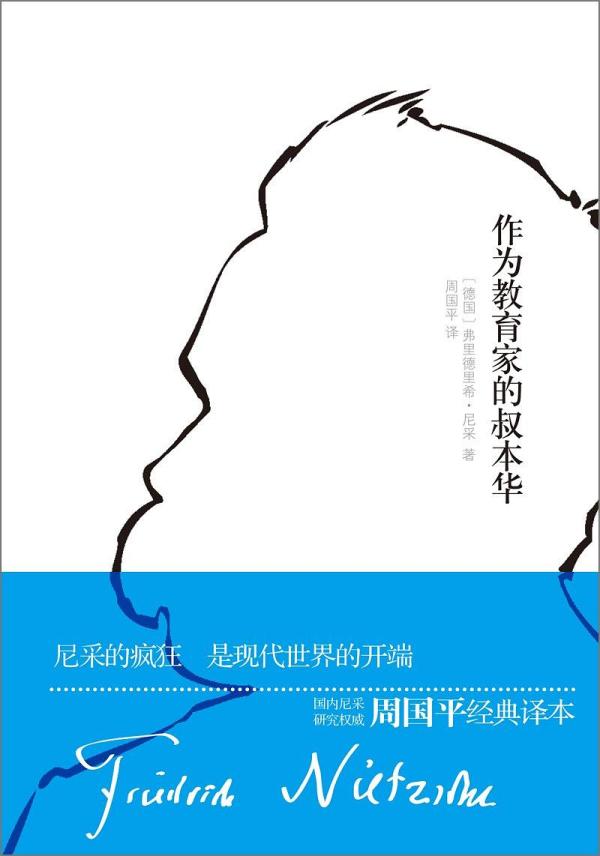 作为教育家的叔本华
［德国］弗里德里希·尼采 著
周国平 译
尼采的疯狂　是现代世界的开端
国内尼采
研究权威
周国平经典译本
Friedrich Nietzsche